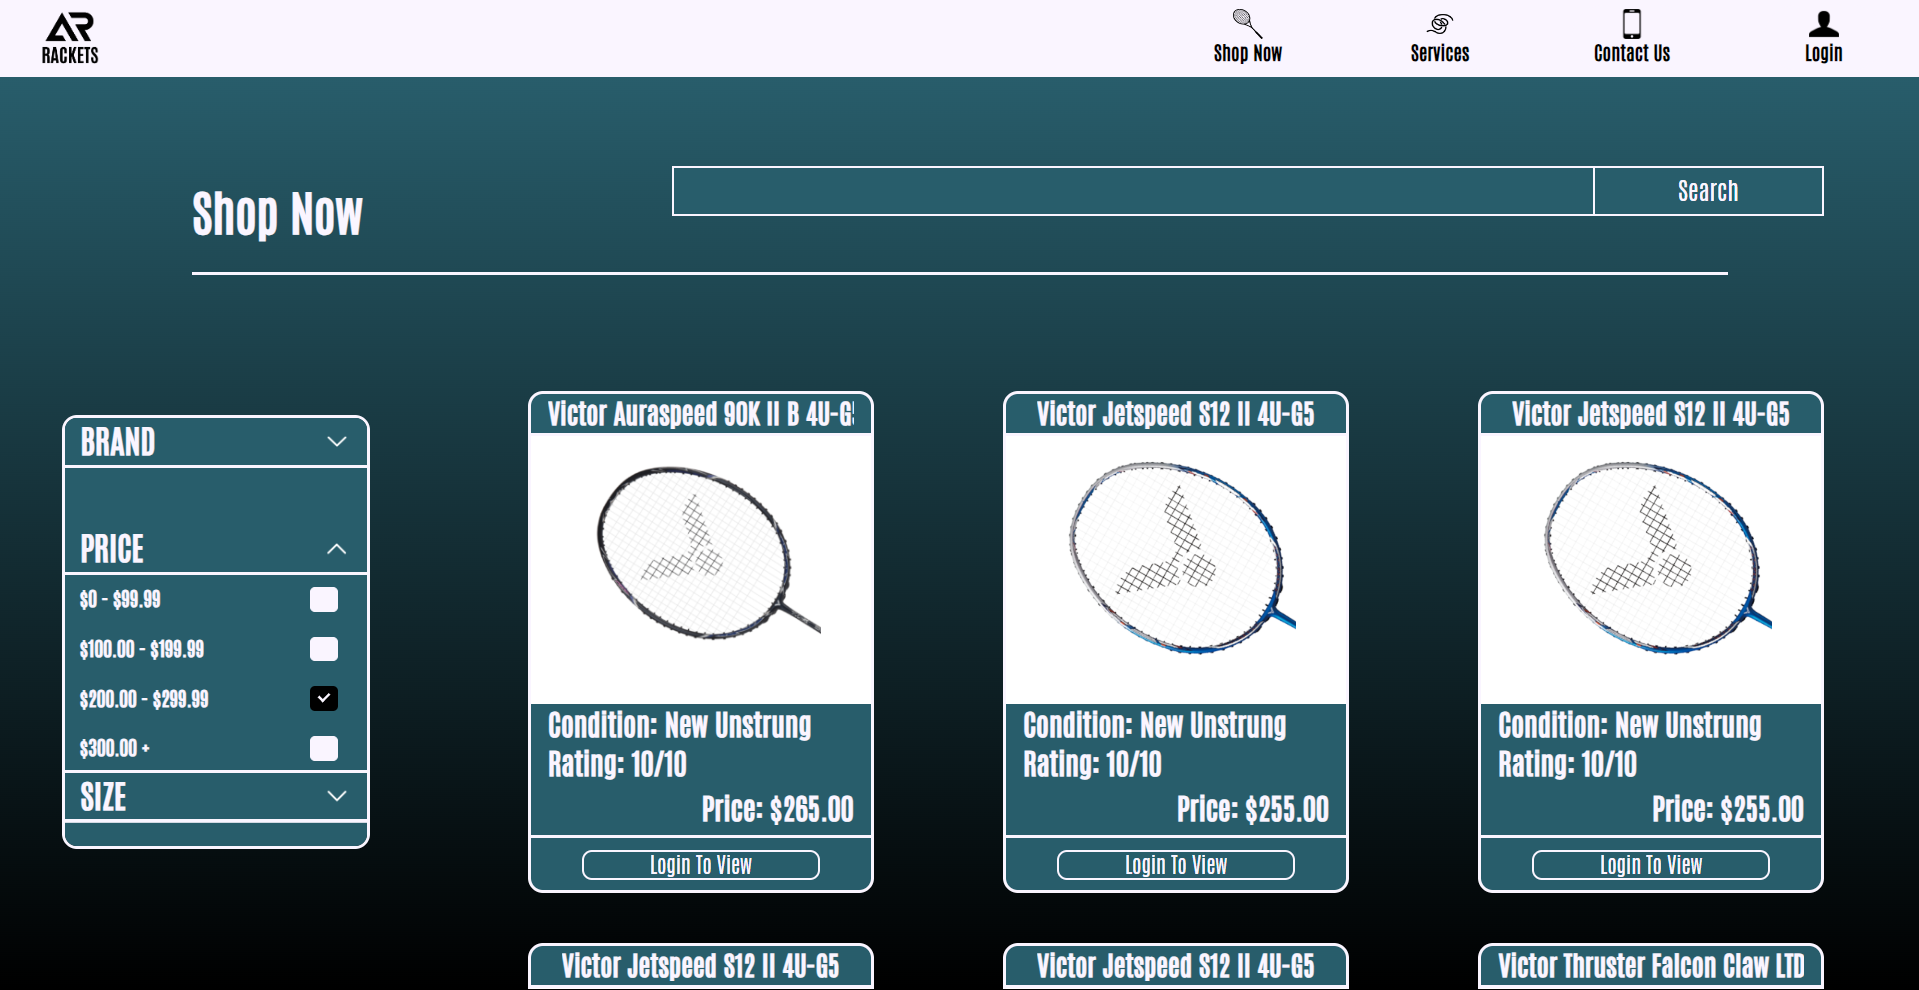 AR
RACKETS
Shop Now
Services
Contact Us
Login
Shop Now
Search
BRAND
PRICE
$0 - $99.99
$100.00 - $199.99
$200.00 - $299.99
$300.00 +
SIZE
Victor Auraspeed 90K II B 4U-G
Condition: New Unstrung
Rating: 10/10
Price: $265.00
Login To View
Victor Jetspeed S12 II 4U-G5
Condition: New Unstrung
Rating: 10/10
Price: $255.00
Login To View
Victor Jetspeed S12 II 4U-G5
Condition: New Unstrung
Rating: 10/10
Price: $255.00
Login To View
Victor Jetspeed S12 II 4U-G5
Victor Jetspeed S12 II 4U-G5
Victor Thruster Falcon Claw LTD